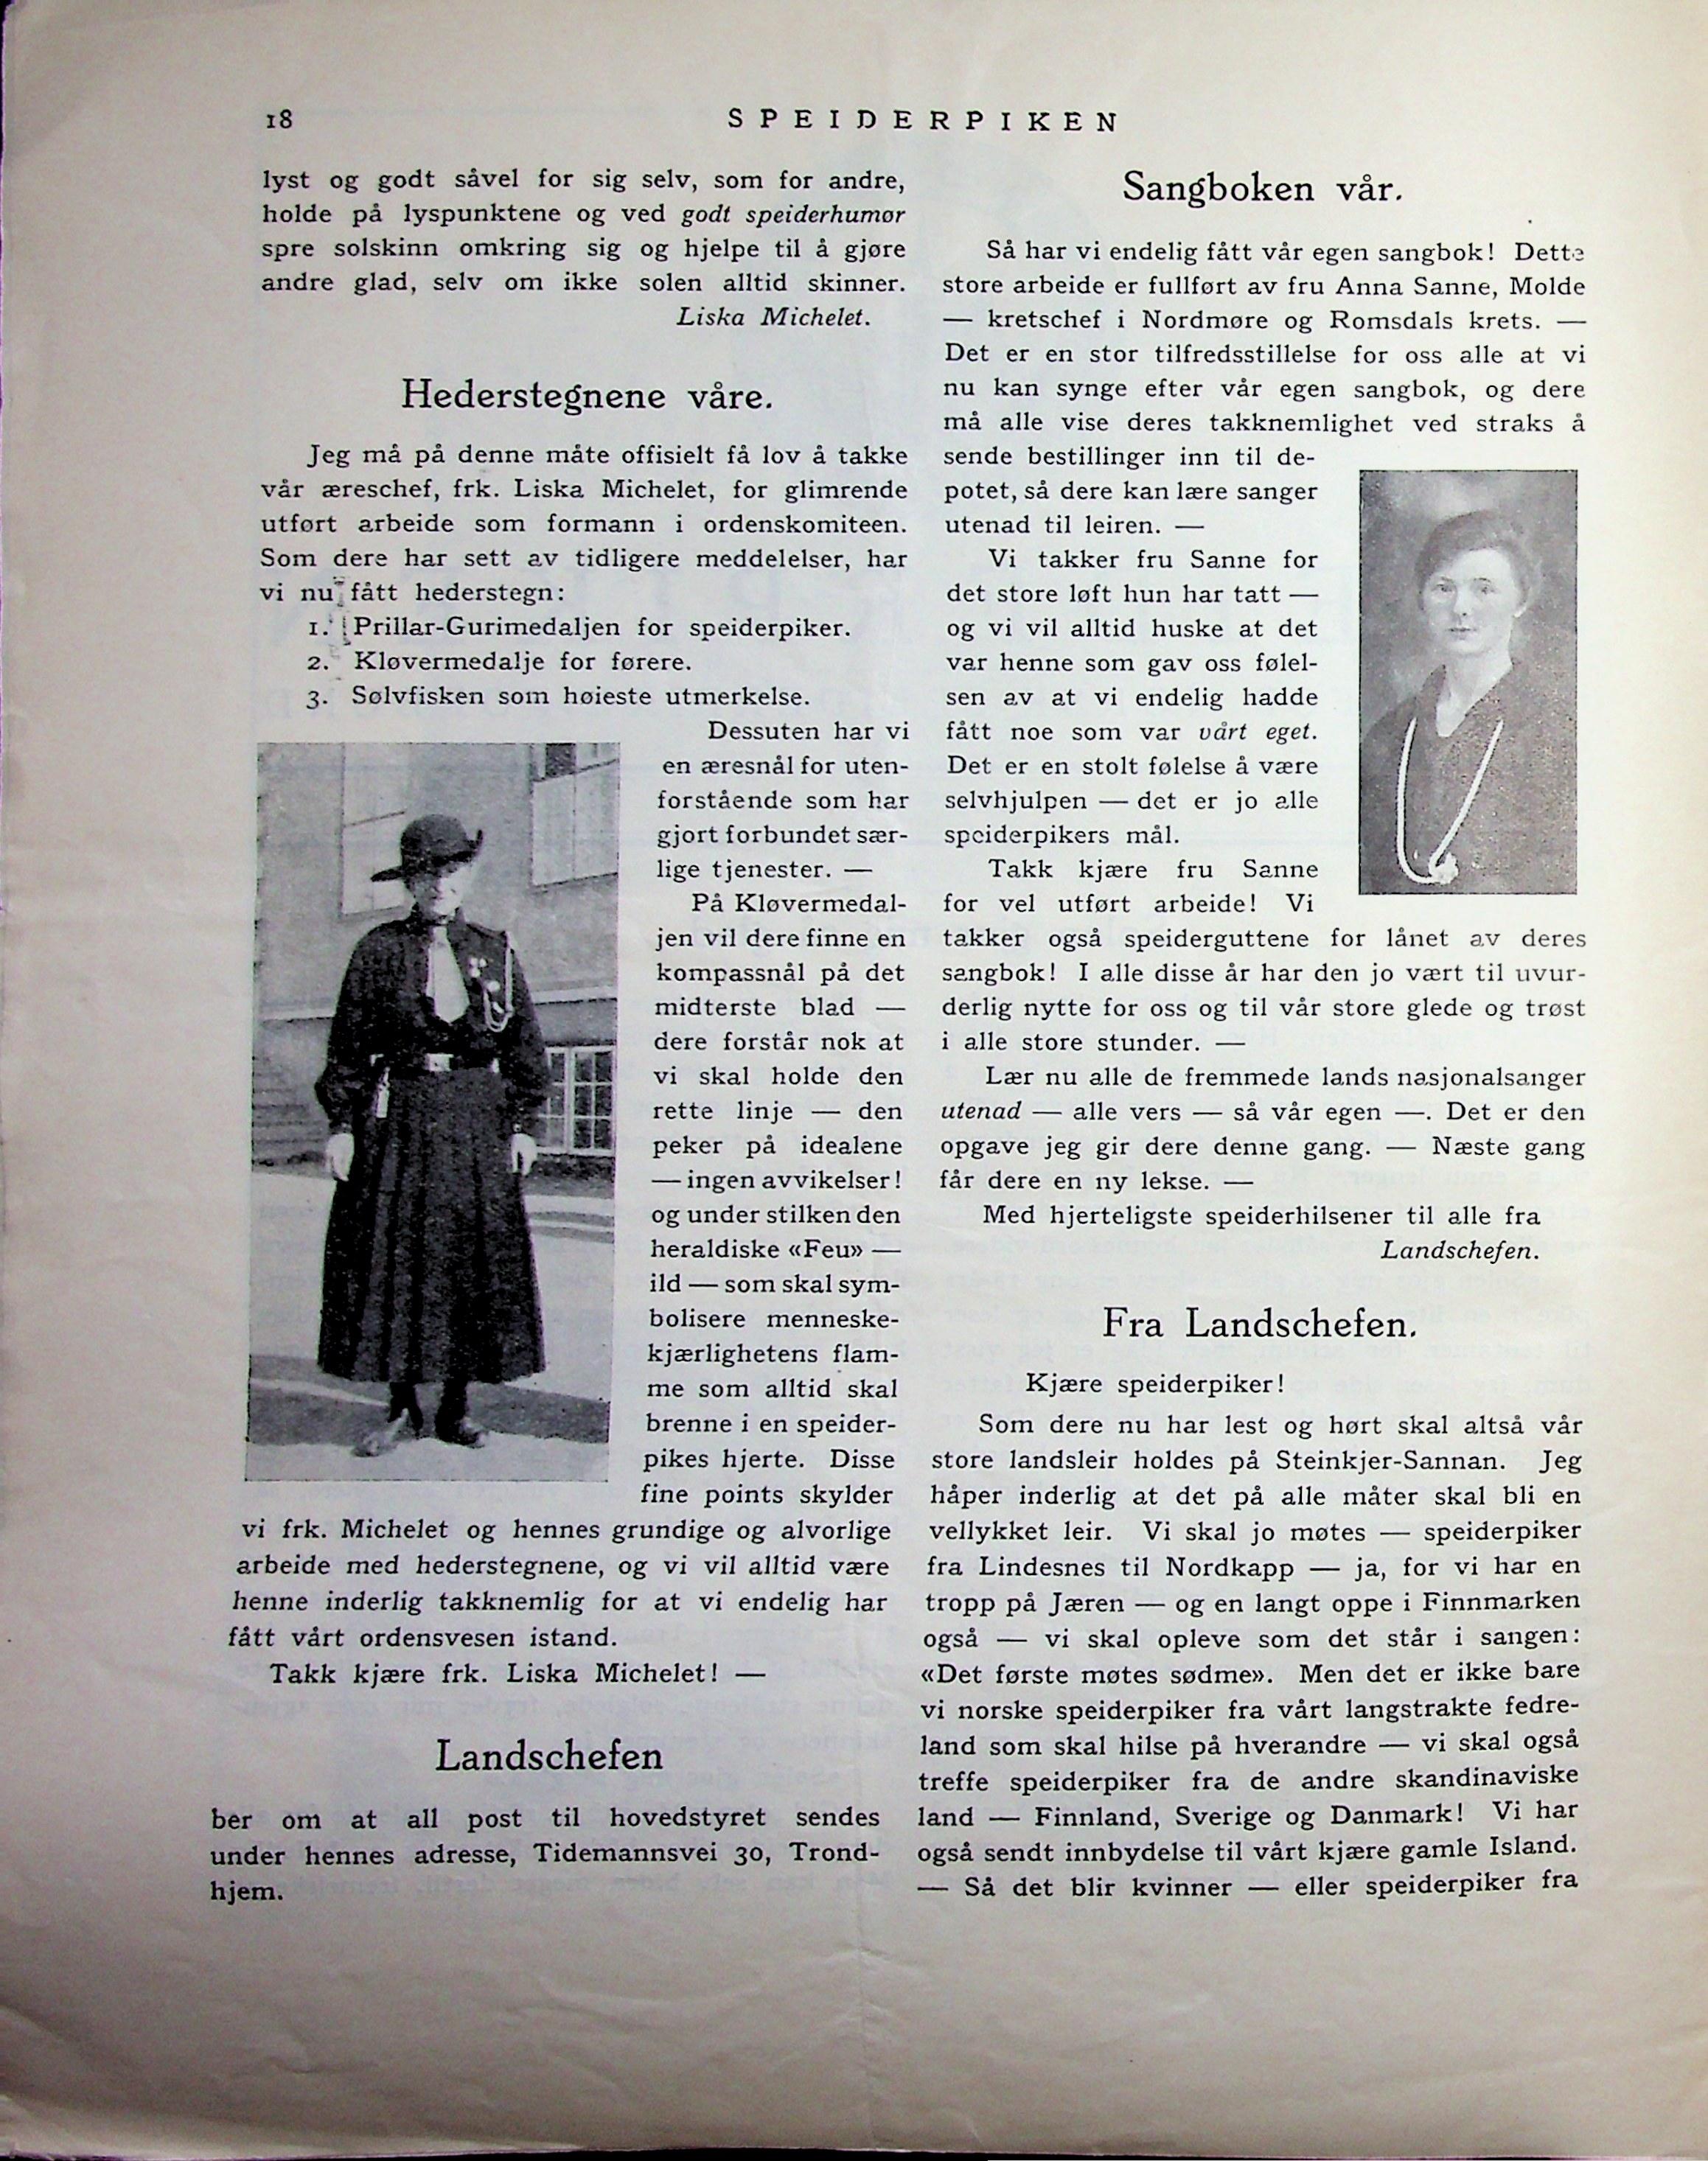 18
SPEIDERPIKEN
lyst og godt såvel for sig selv, som for andre,
holde på lyspunktene og ved godt speiderhumør
spre solskinn omkring sig og hjelpe til å gjøre
andre glad, selv om ikke solen alltid skinner.
Liska Michelet.
Hederstegnene våre.
Jeg må på denne måte offisielt få lov å takke
vår æreschef, frk. Liska Michelet, for glimrende
utført arbeide som formann i ordenskomiteen.
Som dere har sett av tidligere meddelelser, har
vi nu fått hederstegn:
1. Prillar-Gurimedaljen for speiderpiker.
2. Kløvermedalje for førere.
3. Sølvfisken som høieste utmerkelse.
Dessuten har vi
en æresnål for uten-
forstående som har
gjort forbundet sær-
lige tjenester. —
På Kløvermedal-
jen vil dere finne en
kompassnål på det
midterste blad —
dere forstår nok at
vi skal holde den
rette linje — den
peker på idealene
— ingen avvikelser!
og under stilken den
heraldiske «Feu» —
ild — som skal sym-
bolisere menneske-
kjærlighetens flam-
me som alltid skal
brenne i en speider-
pikes hjerte. Disse
fine points skylder
vi frk. Michelet og hennes grundige og alvorlige
arbeide med hederstegnene, og vi vil alltid være
henne inderlig takknemlig for at vi endelig har
fått vårt ordensvesen istand.
Takk kjære frk. Liska Michelet! —
Landschefen
ber om at all post til hovedstyret sendes
under hennes adresse, Tidemannsvei 30, Trond-
hjem.
Sangboken vår.
Så har vi endelig fått vår egen sangbok! Dette
store arbeide er fullført av fru Anna Sanne, Molde
— kretschef i Nordmøre og Romsdals krets. —
Det er en stor tilfredsstillelse for oss alle at vi
nu kan synge efter vår egen sangbok, og dere
må alle vise deres takknemlighet ved straks å
sende bestillinger inn til de-
potet, så dere kan lære sanger
utenad til leiren. —
Vi takker fru Sanne for
det store løft hun har tatt —
og vi vil alltid huske at det
var henne som gav oss følel-
sen av at vi endelig hadde
fått noe som var vårt eget.
Det er en stolt følelse å være
selvhjulpen — det er jo alle
speiderpikers mål.
Takk kjære fru Sanne
for vel utført arbeide! Vi
takker også speiderguttene for lånet av deres
sangbok! I alle disse år har den jo vært til uvur-
derlig nytte for oss og til vår store glede og trøst
i alle store stunder. —
Lær nu alle de fremmede lands nasjonalsanger
utenad — alle vers — så vår egen —. Det er den
opgave jeg gir dere denne gang. — Næste gang
får dere en ny lekse. —
Med hjerteligste speiderhilsener til alle fra
Landschefen.
Fra Landschefen.
Kjære speiderpiker!
Som dere nu har lest og hørt skal altså vår
store landsleir holdes på Steinkjer-Sannan. Jeg
håper inderlig at det på alle måter skal bli en
vellykket leir. Vi skal jo møtes — speiderpiker
fra Lindesnes til Nordkapp — ja, for vi har en
tropp på Jæren — og en langt oppe i Finnmarken
også — vi skal opleve som det står i sangen:
«Det første møtes sødme». Men det er ikke bare
vi norske speiderpiker fra vårt langstrakte fedre-
land som skal hilse på hverandre — vi skal også
treffe speiderpiker fra de andre skandinaviske
land — Finnland, Sverige og Danmark! Vi har
også sendt innbydelse til vårt kjære gamle Island.
— Så det blir kvinner — eller speiderpiker fra